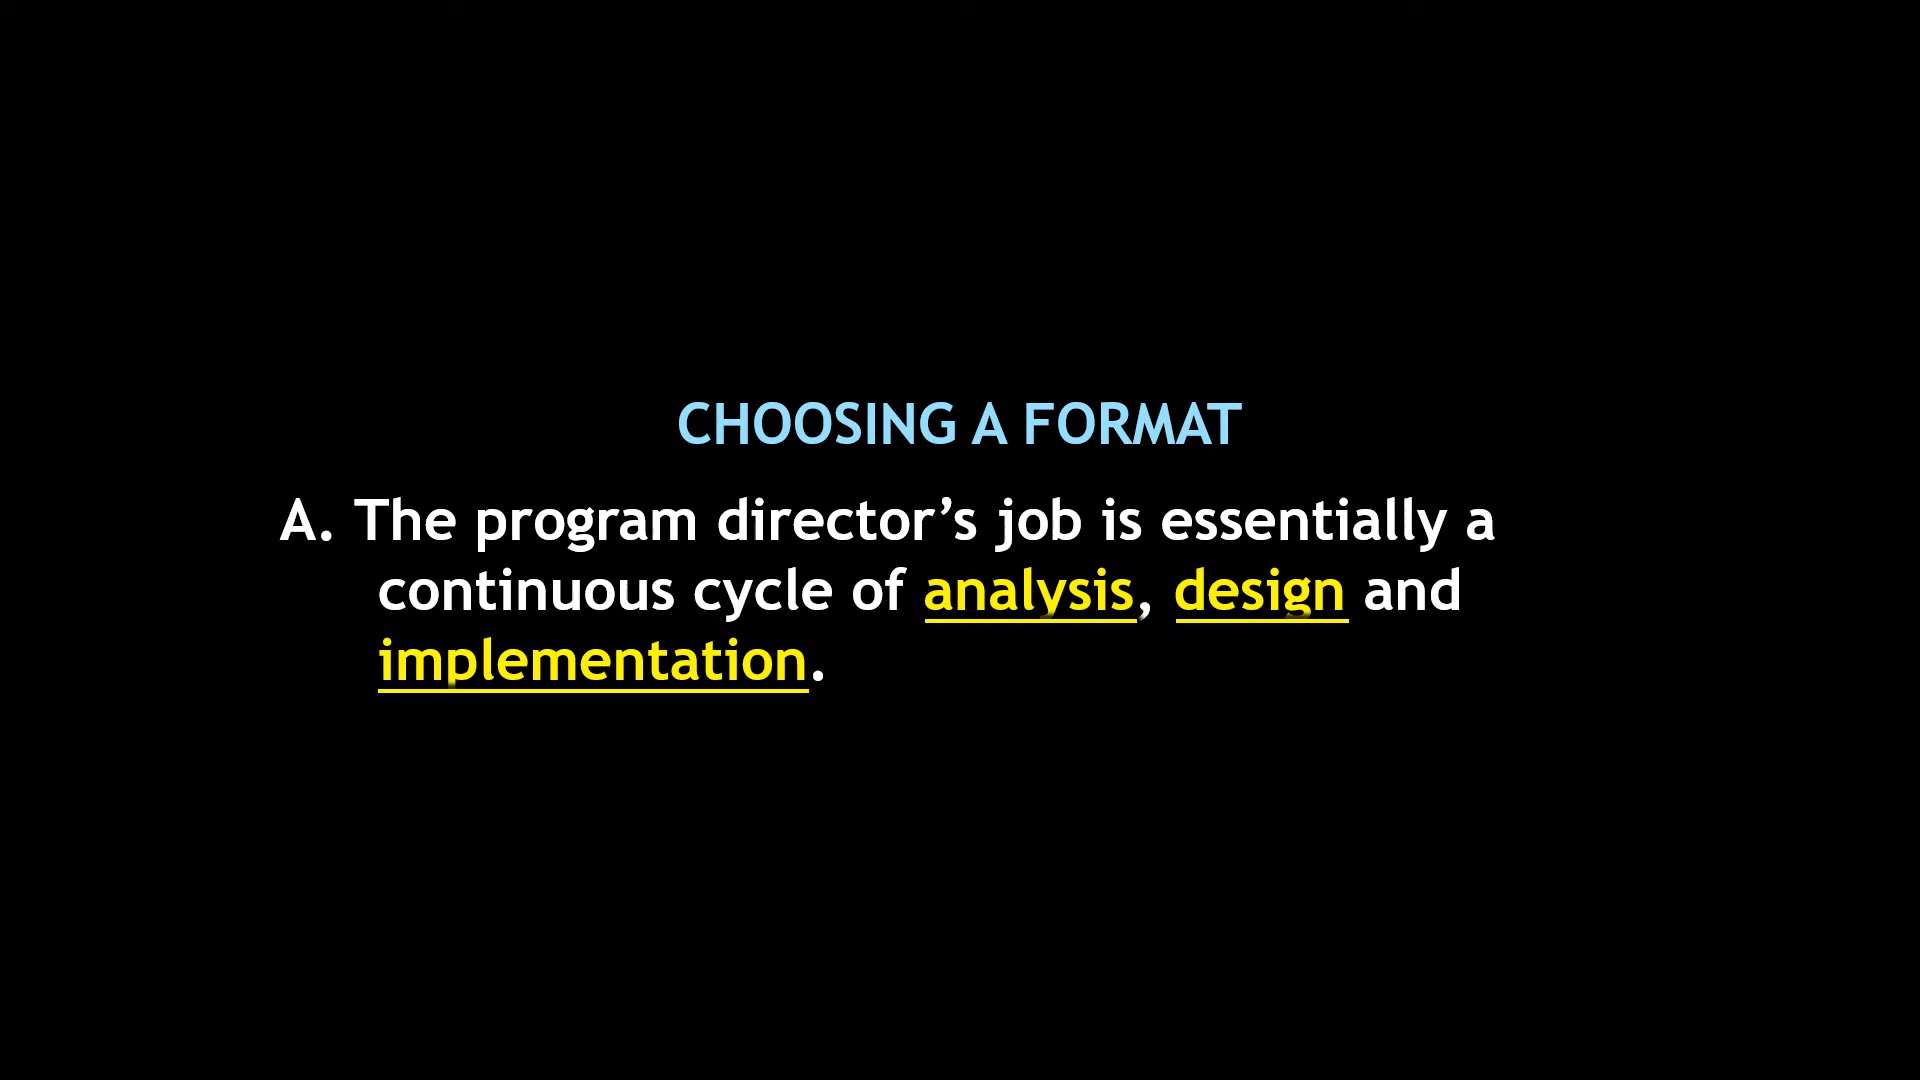 CHOOSING A FORMAT
A. The program director’s job is essentially a
continuous cycle of analysis, design and
implementation.